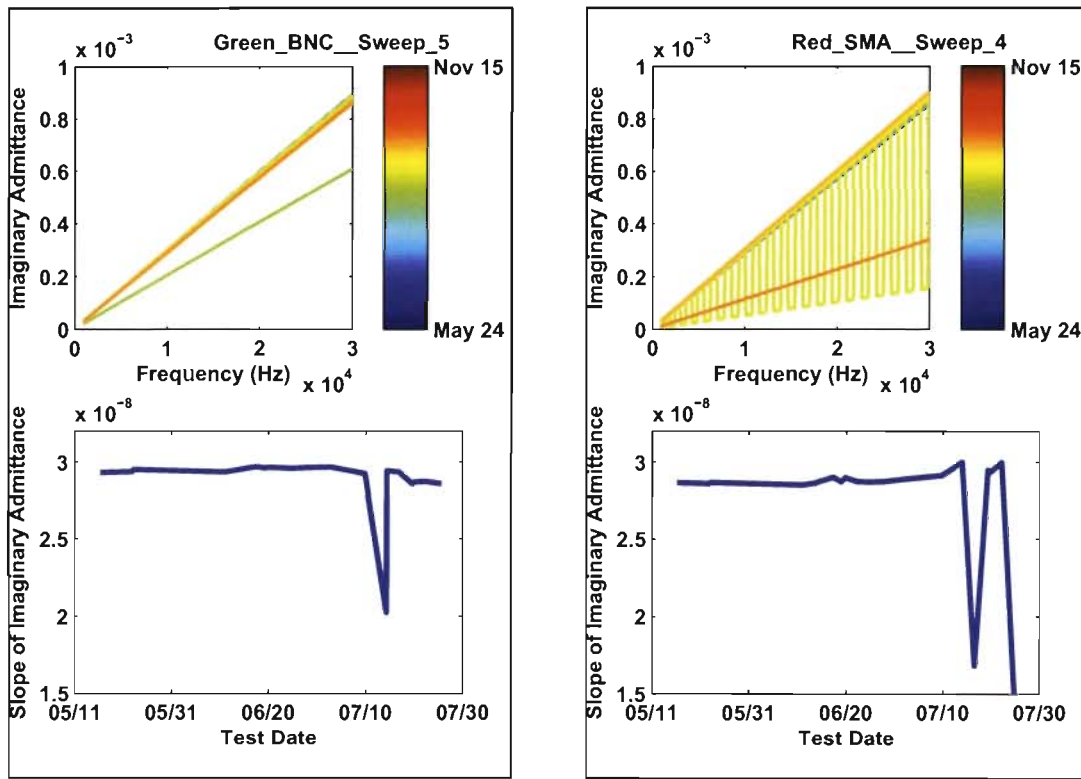 x 10⁻³
Green_BNC__Sweep_5
1
0.8
0.6
0.4
0.2
0
Imaginary Admittance
0 1 2 3
Frequency (Hz)
x 10⁴
Nov 15
May 24
x 10⁻⁸
3
2.5
2
1.5
Slope of Imaginary Admittance
05/11 05/31 06/20 07/10 07/30
Test Date
x 10⁻³
Red_SMA__Sweep_4
1
0.8
0.6
0.4
0.2
0
Imaginary Admittance
0 1 2 3
Frequency (Hz)
x 10⁴
Nov 15
May 24
x 10⁻⁸
3
2.5
2
1.5
Slope of Imaginary Admittance
05/11 05/31 06/20 07/10 07/30
Test Date